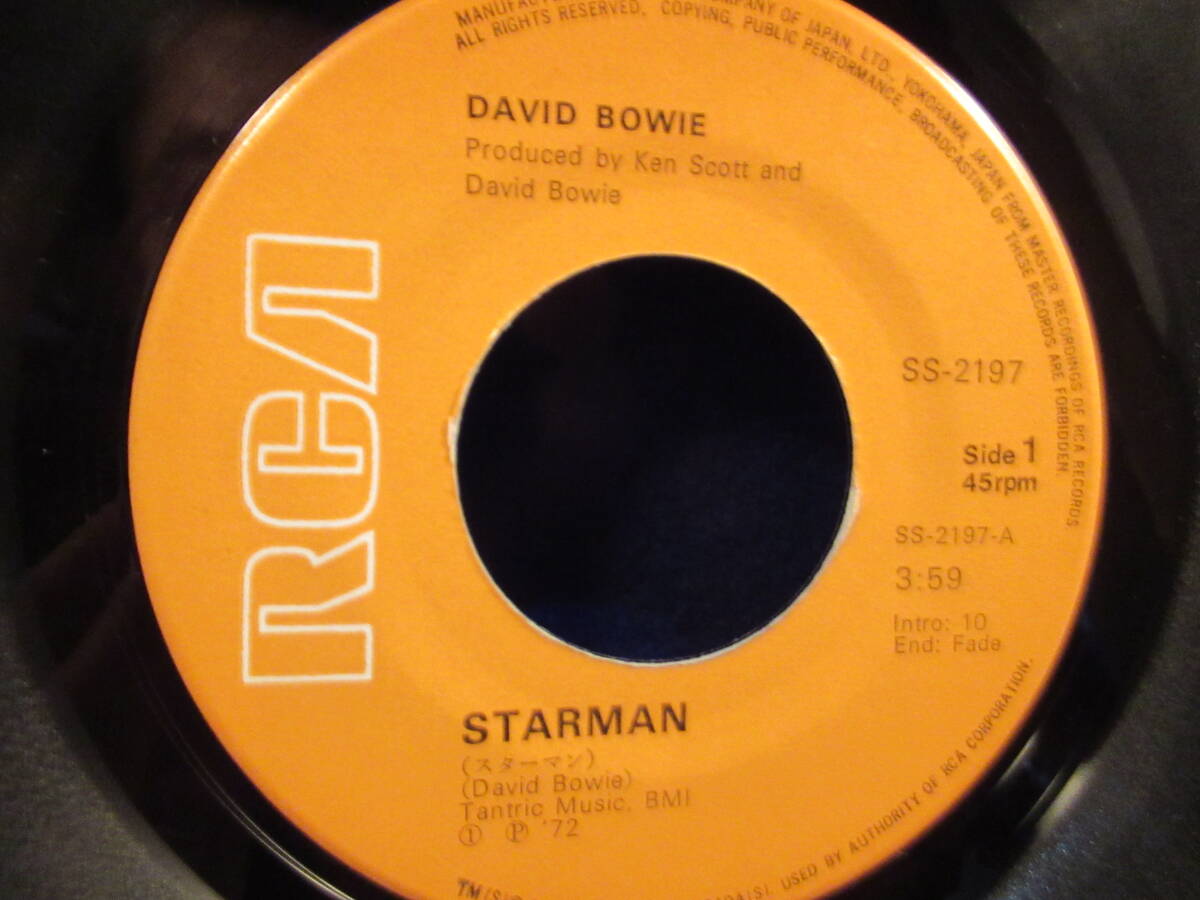 COMPANY OF JAPAN, LTD., YOKOHAMA, JAPAN FROM MASTER RECORDINGS OF RCA RECORDS
ALL RIGHTS RESERVED. COPYING, PUBLIC PERFORMANCE, BROADCASTING OF THESE RECORDS ARE FORBIDDEN.
DAVID BOWIE
Produced by Ken Scott and
David Bowie
RCA
SS-2197
Side 1
45rpm
SS-2197-A
3:59
Intro: 10
End: Fade
STARMAN
(スターマン)
(David Bowie)
Tantric Music, BMI
① Ⓟ '72
USED BY AUTHORITY OF RCA CORPORATION.